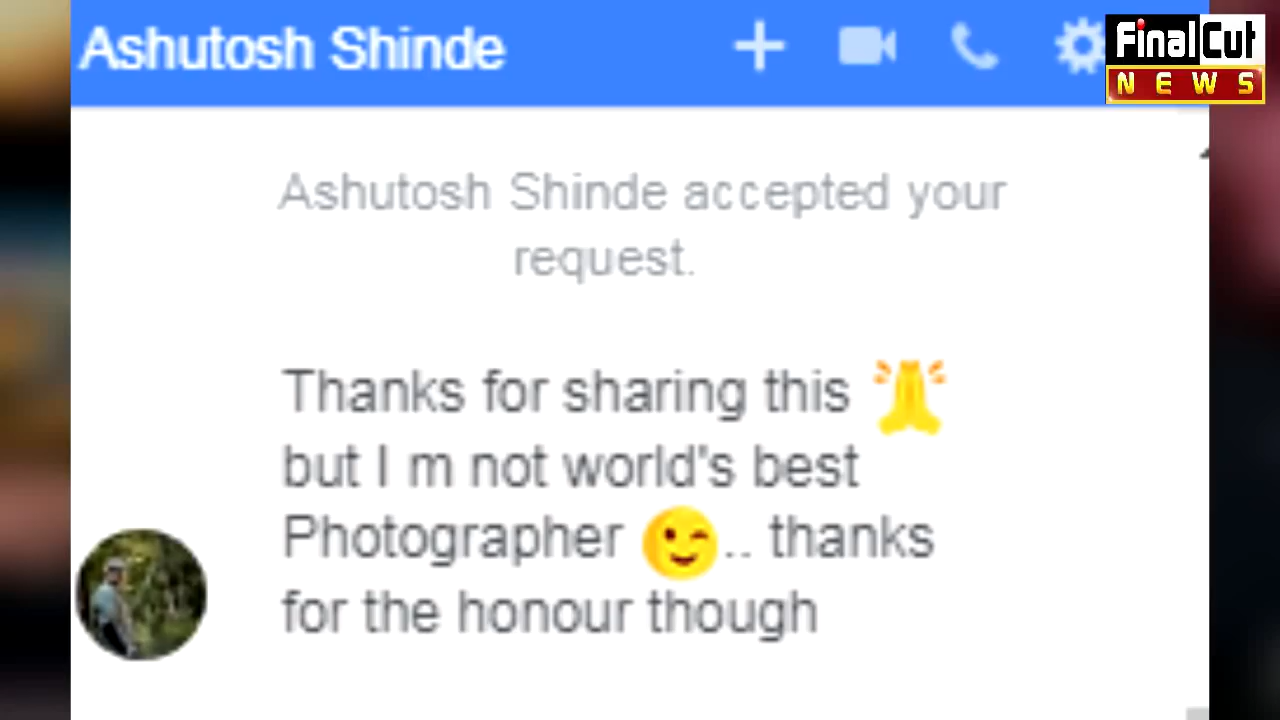 Ashutosh Shinde
FinalCut
NEWS
Ashutosh Shinde accepted your
request.
Thanks for sharing this 🙏
but I m not world's best
Photographer 😉.. thanks
for the honour though